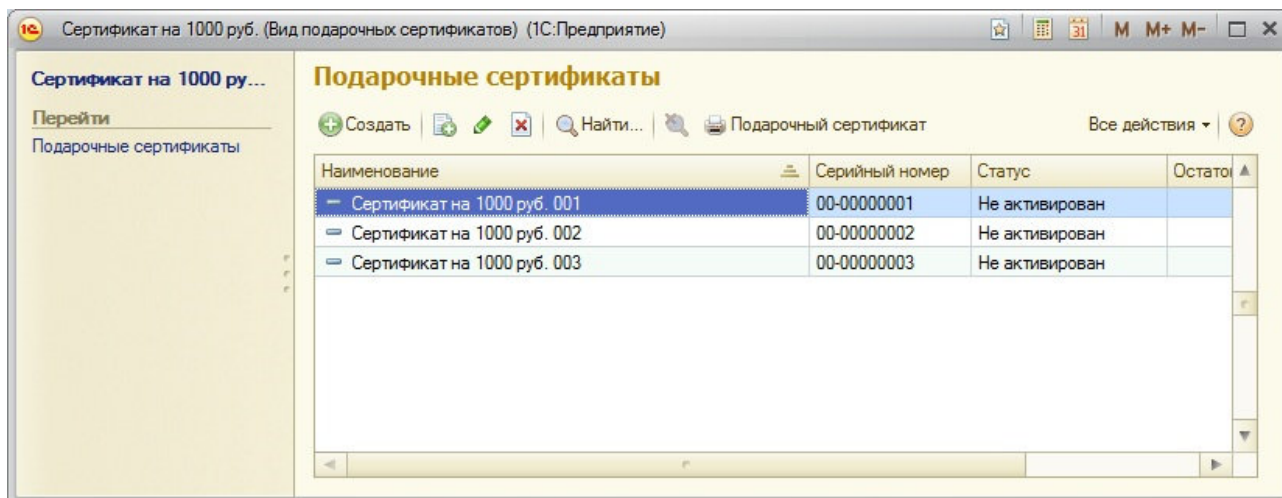 1С Сертификат на 1000 руб. (Вид подарочных сертификатов) (1С:Предприятие) 31 M M+ M-
Сертификат на 1000 ру...
Перейти
Подарочные сертификаты
Подарочные сертификаты
Создать Найти... Подарочный сертификат Все действия ?
Наименование Серийный номер Статус Остато
Сертификат на 1000 руб. 001 00-00000001 Не активирован
Сертификат на 1000 руб. 002 00-00000002 Не активирован
Сертификат на 1000 руб. 003 00-00000003 Не активирован